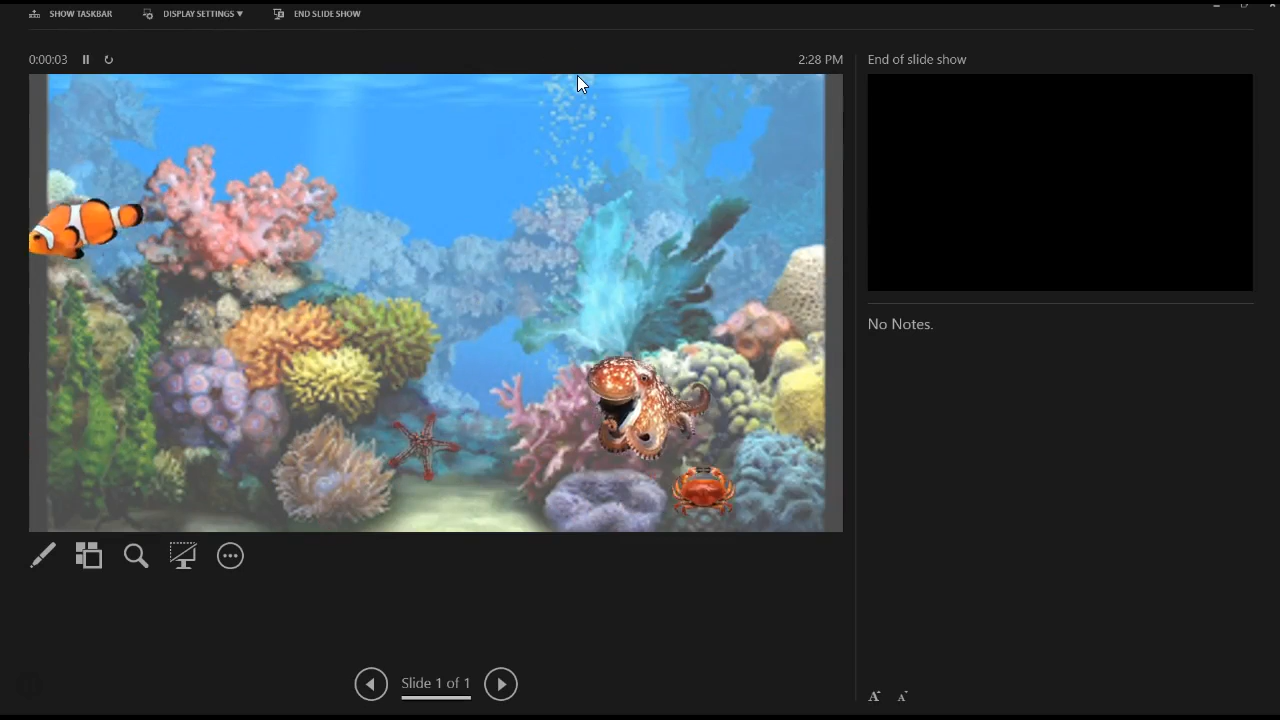 SHOW TASKBAR DISPLAY SETTINGS ▼ END SLIDE SHOW
0:00:03 2:28 PM
End of slide show
No Notes.
Slide 1 of 1
A A